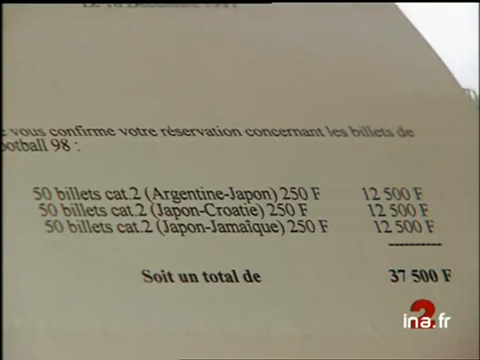 e vous confirme votre réservation concernant les billets de
ootball 98 :
50 billets cat.2 (Argentine-Japon) 250 F 12 500 F
50 billets cat.2 (Japon-Croatie) 250 F 12 500 F
50 billets cat.2 (Japon-Jamaïque) 250 F 12 500 F
----------
Soit un total de 37 500 F
2
ina.fr